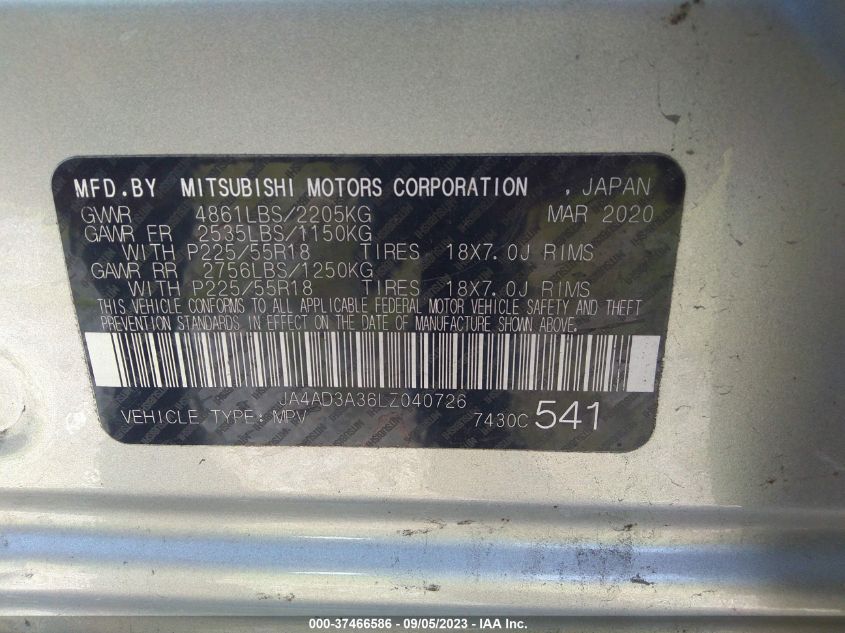 MFD.BY MITSUBISHI MOTORS CORPORATION , JAPAN
GVWR 4861LBS/2205KG MAR 2020
GAWR FR 2535LBS/1150KG
WITH P225/55R18 TIRES 18X7.0J RIMS
GAWR RR 2756LBS/1250KG
WITH P225/55R18 TIRES 18X7.0J RIMS
THIS VEHICLE CONFORMS TO ALL APPLICABLE FEDERAL MOTOR VEHICLE SAFETY AND THEFT
PREVENTION STANDARDS IN EFFECT ON THE DATE OF MANUFACTURE SHOWN ABOVE.
JA4AD3A36LZ040726
VEHICLE TYPE: MPV 7430C 541
000-37466586 - 09/05/2023 - IAA Inc.